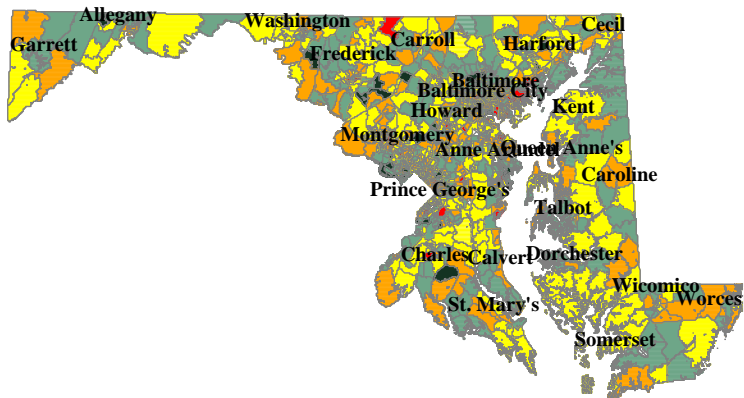 Allegany
Washington
Cecil
Garrett
Carroll
Harford
Frederick
Baltimore
Baltimore City
Kent
Howard
Montgomery
Anne Arundel
Queen Anne's
Caroline
Prince George's
Talbot
Charles
Calvert
Dorchester
Wicomico
Worces
St. Mary's
Somerset